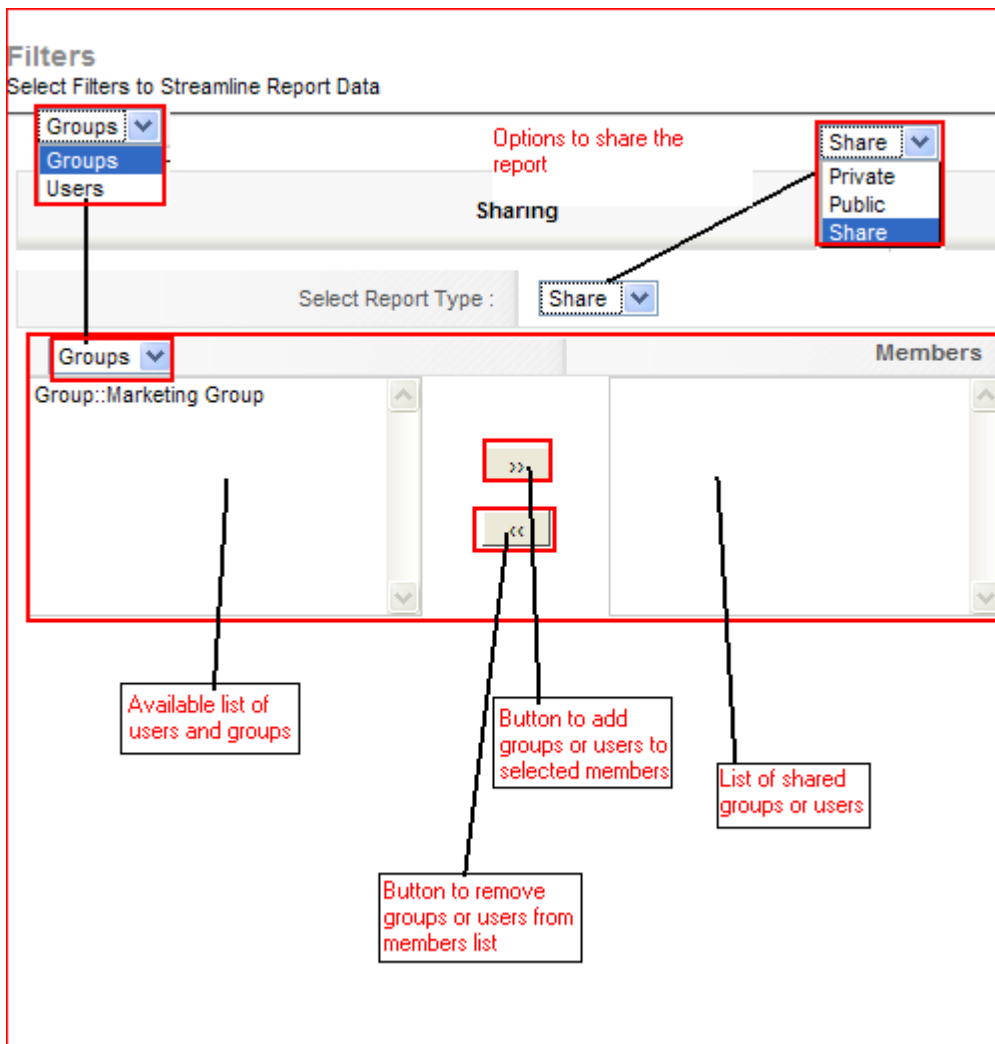 Filters
Select Filters to Streamline Report Data
Groups
Groups
Users
Options to share the
report
Share
Private
Public
Share
Sharing
Select Report Type :
Share
Groups
Members
Group::Marketing Group
>>
<<
Available list of
users and groups
Button to add
groups or users to
selected members
List of shared
groups or users
Button to remove
groups or users from
members list